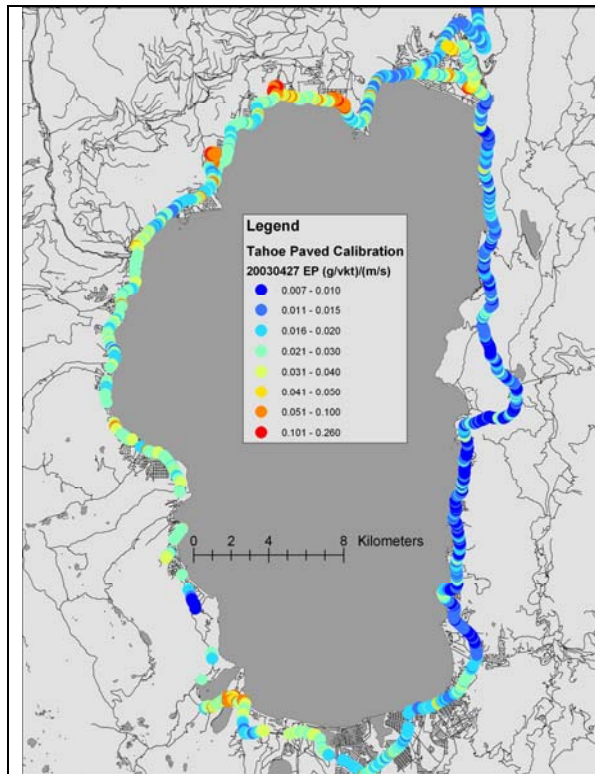 Legend
Tahoe Paved Calibration
20030427 EP (g/vkt)/(m/s)
0.007 - 0.010
0.011 - 0.015
0.016 - 0.020
0.021 - 0.030
0.031 - 0.040
0.041 - 0.050
0.051 - 0.100
0.101 - 0.260
0 2 4 8 Kilometers